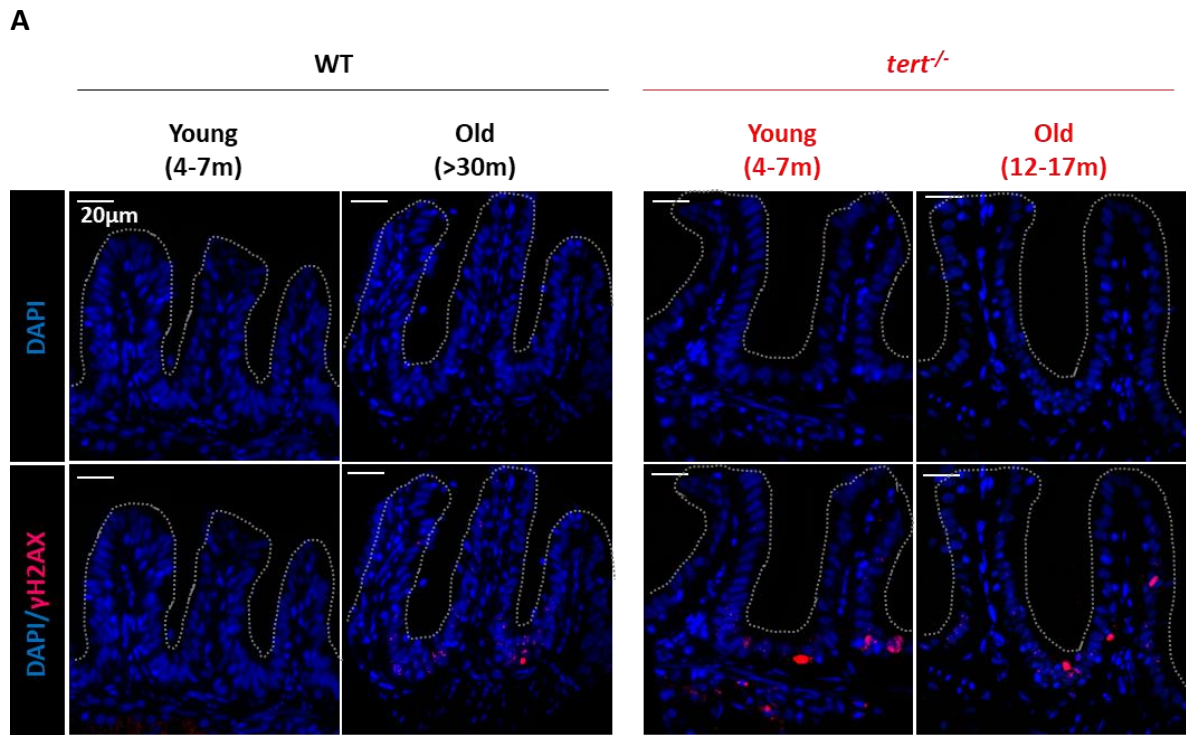 A
WT
tert-/-
Young
(4-7m)
Old
(>30m)
Young
(4-7m)
Old
(12-17m)
20µm
DAPI
DAPI/γH2AX